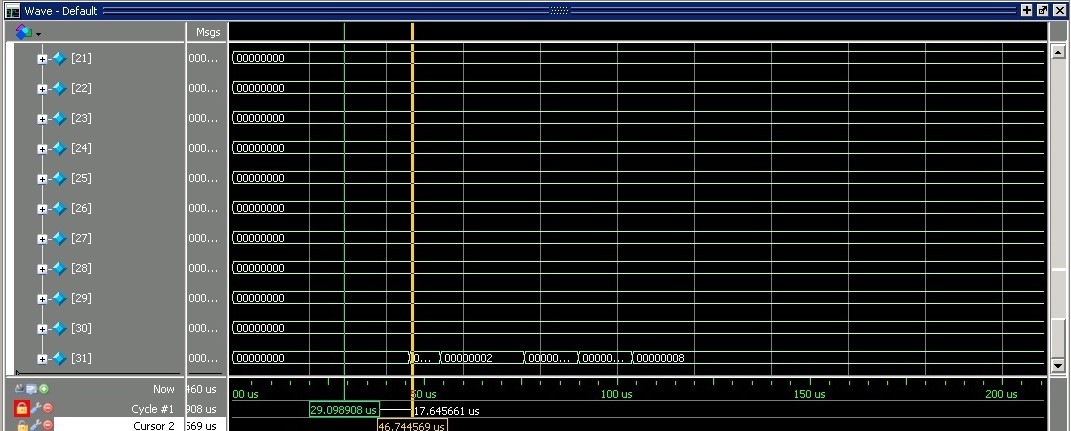 Wave - Default
Msgs
[21] 000... 00000000
[22] 000... 00000000
[23] 000... 00000000
[24] 000... 00000000
[25] 000... 00000000
[26] 000... 00000000
[27] 000... 00000000
[28] 000... 00000000
[29] 000... 00000000
[30] 000... 00000000
[31] 000... 00000000 0... 00000002 00000... 00000... 00000008
Now 460 us 00 us 50 us 100 us 150 us 200 us
Cycle #1 908 us 29.098908 us 17.645661 us
Cursor 2 569 us 46.744569 us